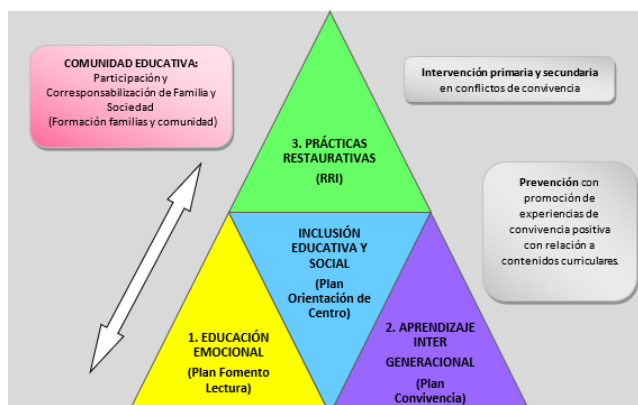 COMUNIDAD EDUCATIVA:
Participación y
Corresponsabilización de Familia y
Sociedad
(Formación familias y comunidad)
Intervención primaria y secundaria
en conflictos de convivencia
3. PRÁCTICAS
RESTAURATIVAS
(RRI)
Prevención con
promoción de
experiencias de
convivencia positiva
con relación a
contenidos curriculares.
INCLUSIÓN
EDUCATIVA Y
SOCIAL
(Plan
Orientación de
Centro)
1. EDUCACIÓN
EMOCIONAL
(Plan Fomento
Lectura)
2. APRENDIZAJE
INTER
GENERACIONAL
(Plan
Convivencia)